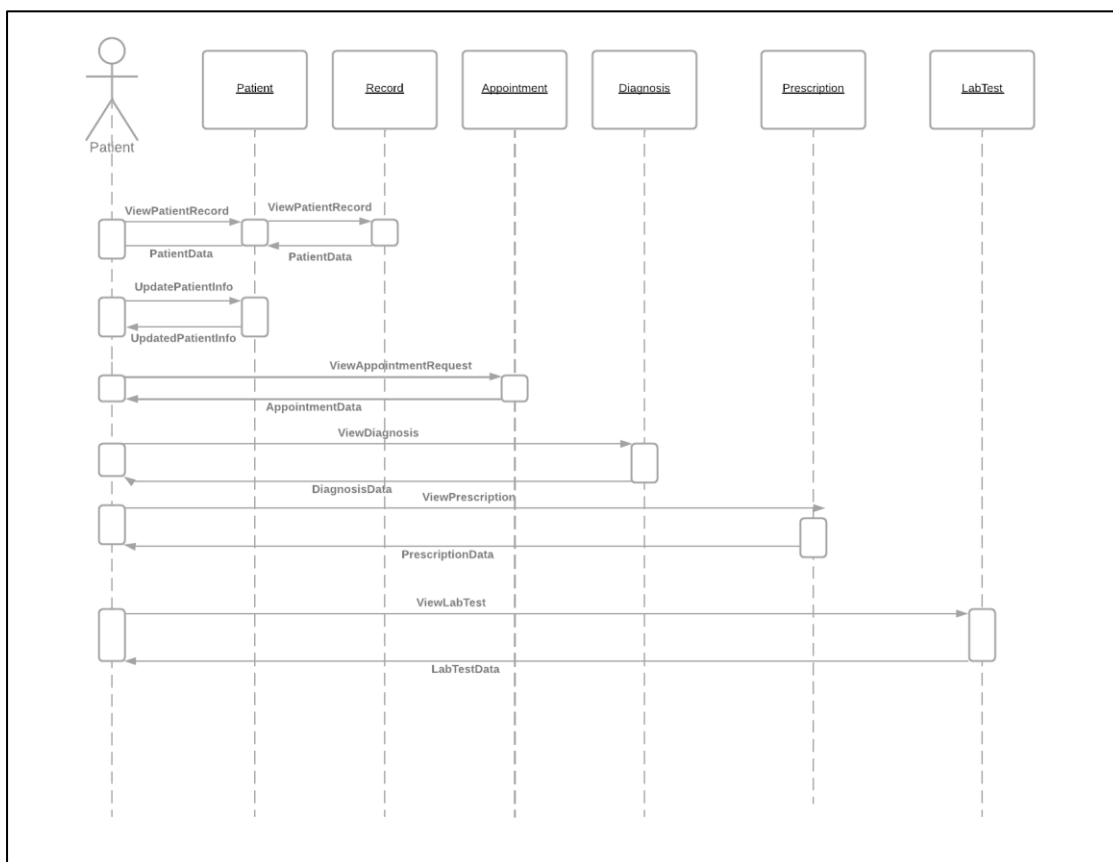 Patient
Record
Appointment
Diagnosis
Prescription
LabTest
Patient
ViewPatientRecord
ViewPatientRecord
PatientData
PatientData
UpdatePatientInfo
UpdatedPatientInfo
ViewAppointmentRequest
AppointmentData
ViewDiagnosis
DiagnosisData
ViewPrescription
PrescriptionData
ViewLabTest
LabTestData